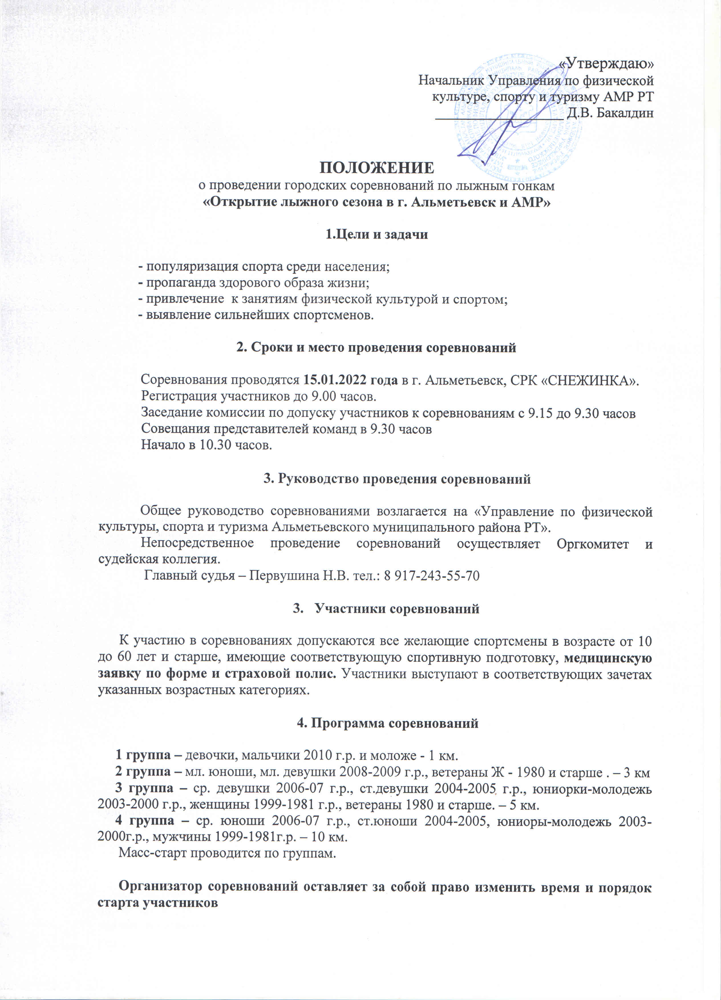 «Утверждаю»
Начальник Управления по физической
культуре, спорту и туризму АМР РТ
__________________ Д.В. Бакалдин
ПОЛОЖЕНИЕ
о проведении городских соревнований по лыжным гонкам
«Открытие лыжного сезона в г. Альметьевск и АМР»
1.Цели и задачи
- популяризация спорта среди населения;
- пропаганда здорового образа жизни;
- привлечение  к занятиям физической культурой и спортом;
- выявление сильнейших спортсменов.
2. Сроки и место проведения соревнований
Соревнования проводятся 15.01.2022 года в г. Альметьевск, СРК «СНЕЖИНКА».
Регистрация участников до 9.00 часов.
Заседание комиссии по допуску участников к соревнованиям с 9.15 до 9.30 часов
Совещания представителей команд в 9.30 часов
Начало в 10.30 часов.
3. Руководство проведения соревнований
Общее руководство соревнованиями возлагается на «Управление по физической
культуры, спорта и туризма Альметьевского муниципального района РТ».
Непосредственное проведение соревнований осуществляет Оргкомитет и
судейская коллегия.
Главный судья – Первушина Н.В. тел.: 8 917-243-55-70
3.   Участники соревнований
К участию в соревнованиях допускаются все желающие спортсмены в возрасте от 10
до 60 лет и старше, имеющие соответствующую спортивную подготовку, медицинскую
заявку по форме и страховой полис. Участники выступают в соответствующих зачетах
указанных возрастных категориях.
4. Программа соревнований
1 группа – девочки, мальчики 2010 г.р. и моложе - 1 км.
2 группа – мл. юноши, мл. девушки 2008-2009 г.р., ветераны Ж - 1980 и старше . – 3 км
3 группа – ср. девушки 2006-07 г.р., ст.девушки 2004-2005 г.р., юниорки-молодежь
2003-2000 г.р., женщины 1999-1981 г.р., ветераны 1980 и старше. – 5 км.
4 группа – ср. юноши 2006-07 г.р., ст.юноши 2004-2005, юниоры-молодежь 2003-
2000г.р., мужчины 1999-1981г.р. – 10 км.
Масс-старт проводится по группам.
Организатор соревнований оставляет за собой право изменить время и порядок
старта участников